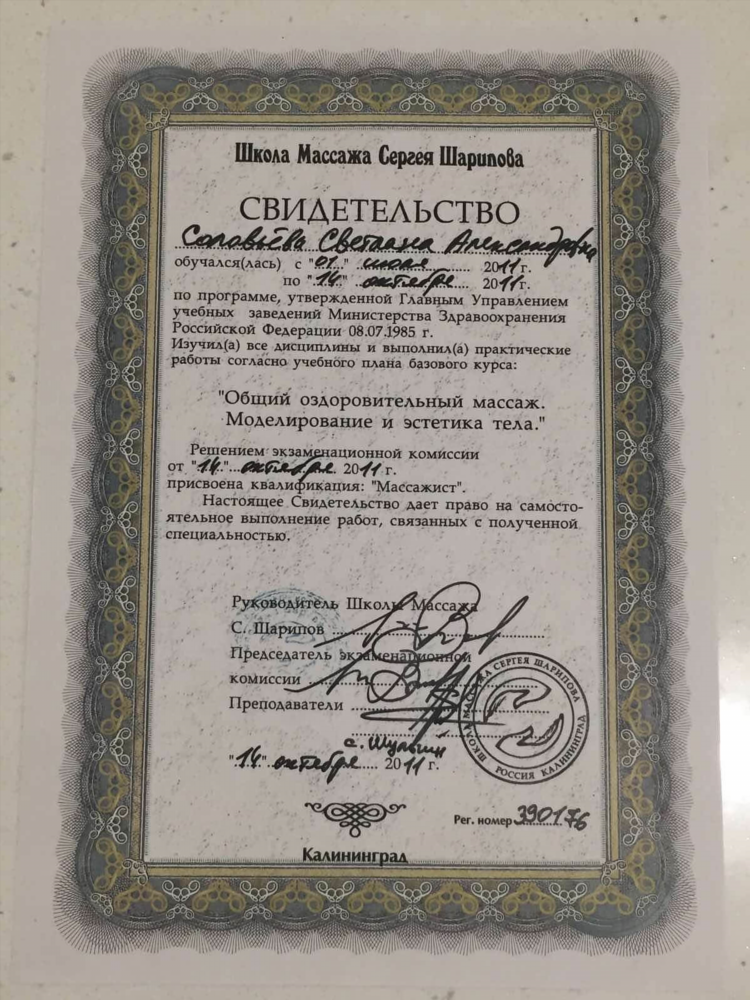 Школа Массажа Сергея Шарипова
СВИДЕТЕЛЬСТВО
Соловьёва Светлана Александровна
обучался(лась) с "01." июля 2011 г.
по "14." октября 2011 г.
по программе, утвержденной Главным Управлением
учебных заведений Министерства Здравоохранения
Российской Федерации 08.07.1985 г.
Изучил(а) все дисциплины и выполнил(а) практические
работы согласно учебного плана базового курса:
"Общий оздоровительный массаж.
Моделирование и эстетика тела."
Решением экзаменационной комиссии
от "14." октября 2011 г.
присвоена квалификация: "Массажист".
Настоящее Свидетельство дает право на самосто-
ятельное выполнение работ, связанных с полученной
специальностью.
Руководитель Школы Массажа
С. Шарипов
Председатель экзаменационной
комиссии
Преподаватели
ШКОЛА МАССАЖА СЕРГЕЯ ШАРИПОВА
РОССИЯ КАЛИНИНГРАД
"14." октября 2011 г.
Рег. номер 390176
Калининград